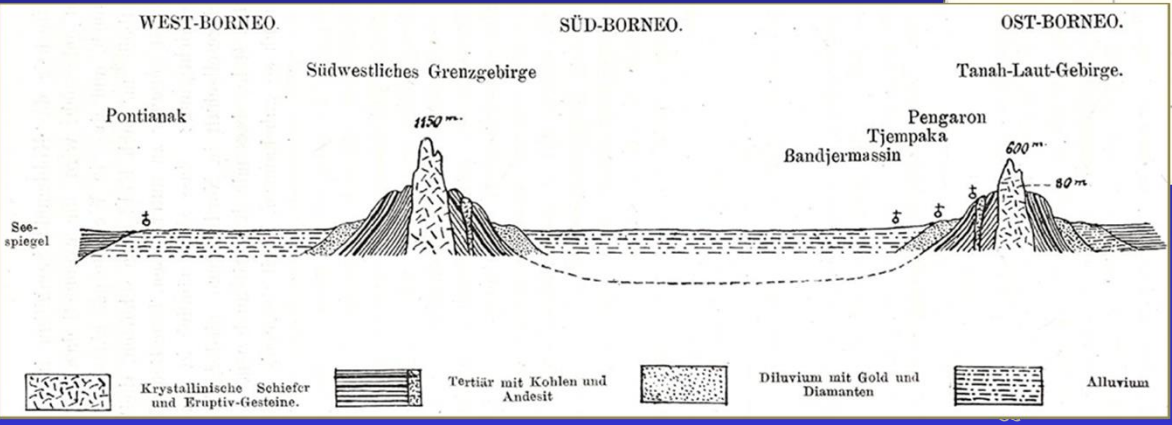 WEST-BORNEO.
SÜD-BORNEO.
OST-BORNEO.
Südwestliches Grenzgebirge
Tanah-Laut-Gebirge.
Pontianak
1150 m.
Pengaron
Tjempaka
Bandjermassin
600 m.
80 m.
See-
spiegel
Krystallinische Schiefer
und Eruptiv-Gesteine.
Tertiär mit Kohlen und
Andesit
Diluvium mit Gold und
Diamanten
Alluvium